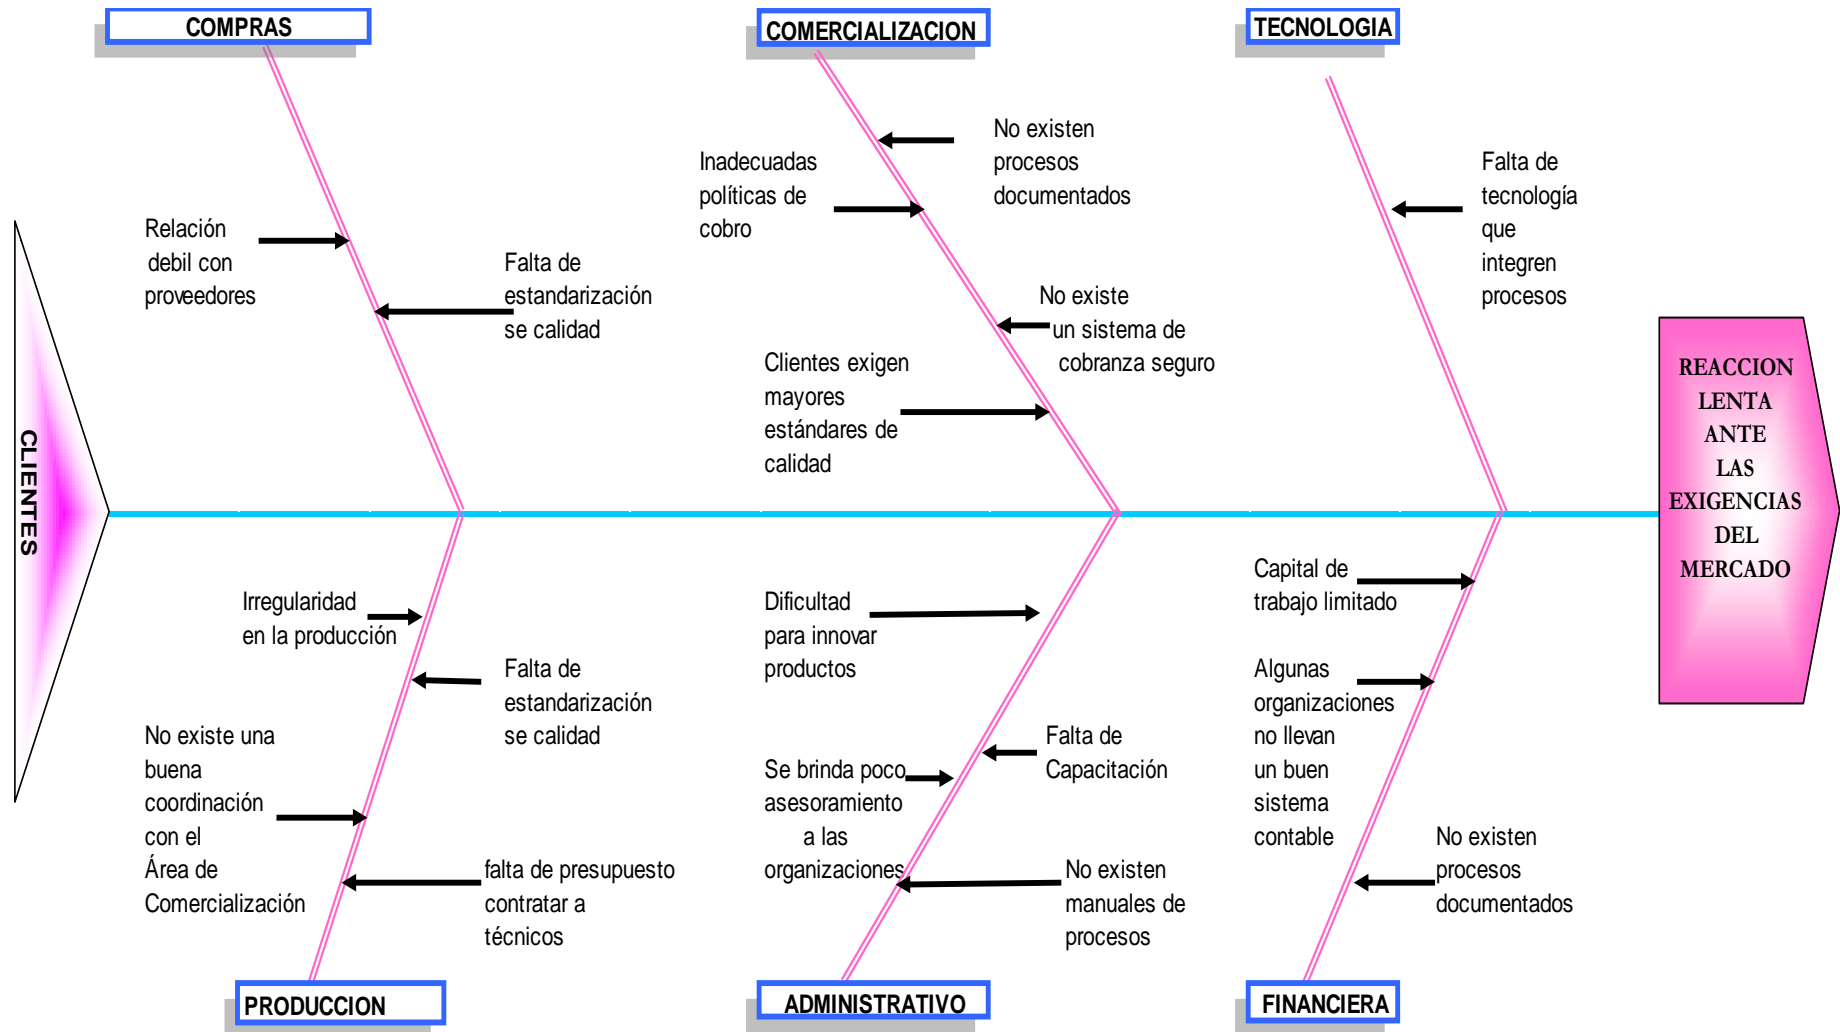 COMPRAS
COMERCIALIZACION
TECNOLOGIA
Relación
debil con
proveedores
Falta de
estandarización
se calidad
Inadecuadas
políticas de
cobro
No existen
procesos
documentados
No existe
un sistema de
cobranza seguro
Clientes exigen
mayores
estándares de
calidad
Falta de
tecnología
que
integren
procesos
CLIENTES
REACCION
LENTA
ANTE
LAS
EXIGENCIAS
DEL
MERCADO
Irregularidad
en la producción
Falta de
estandarización
se calidad
No existe una
buena
coordinación
con el
Área de
Comercialización
falta de presupuesto
contratar a
técnicos
Dificultad
para innovar
productos
Falta de
Capacitación
Se brinda poco
asesoramiento
a las
organizaciones
No existen
manuales de
procesos
Capital de
trabajo limitado
Algunas
organizaciones
no llevan
un buen
sistema
contable
No existen
procesos
documentados
PRODUCCION
ADMINISTRATIVO
FINANCIERA